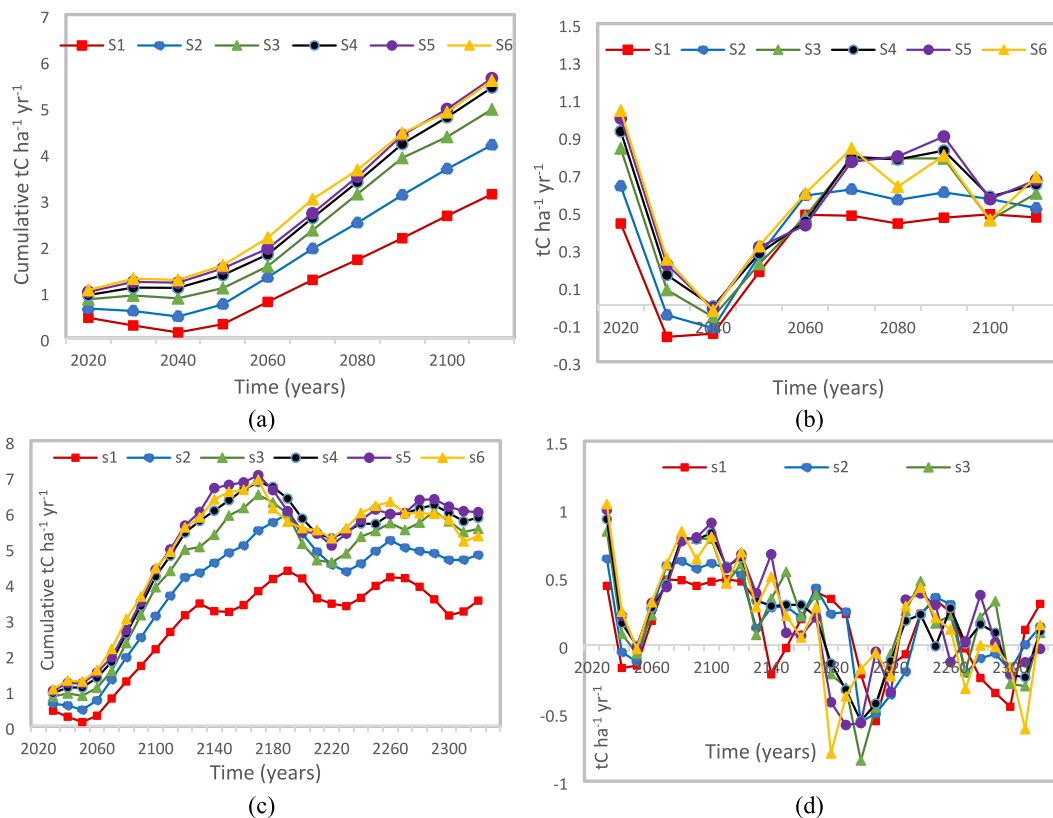 7
S1 S2 S3 S4 S5 S6
6
5
4
3
2
1
0
Cumulative tC ha⁻¹ yr⁻¹
2020 2040 2060 2080 2100
Time (years)
(a)
1.5
S1 S2 S3 S4 S5 S6
1.3
1.1
0.9
0.7
0.5
0.3
0.1
-0.1
-0.3
tC ha⁻¹ yr⁻¹
2020 2040 2060 2080 2100
Time (years)
(b)
8
s1 s2 s3 s4 s5 s6
7
6
5
4
3
2
1
0
Cumulative tC ha⁻¹ yr⁻¹
2020 2060 2100 2140 2180 2220 2260 2300
Time (years)
(c)
1.5
s1 s2 s3
1
0.5
0
-0.5
-1
tC ha⁻¹ yr⁻¹
2020 2060 2100 2140 2180 2220 2260 2300
Time (years)
(d)